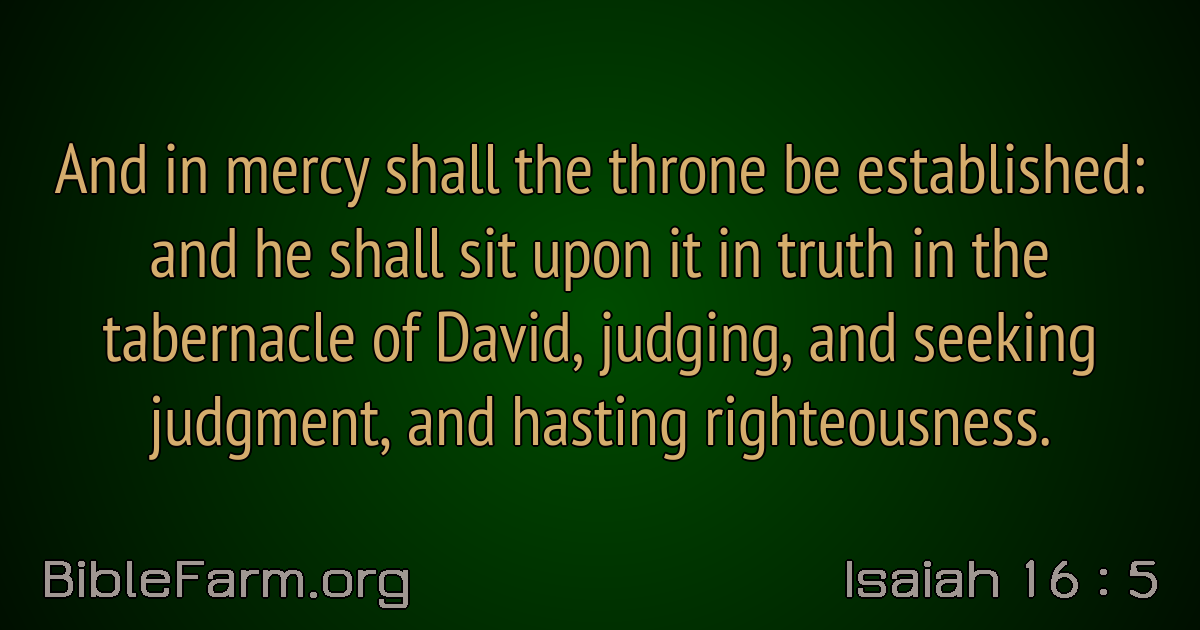 And in mercy shall the throne be established:
and he shall sit upon it in truth in the
tabernacle of David, judging, and seeking
judgment, and hasting righteousness.
BibleFarm.org
Isaiah 16 : 5